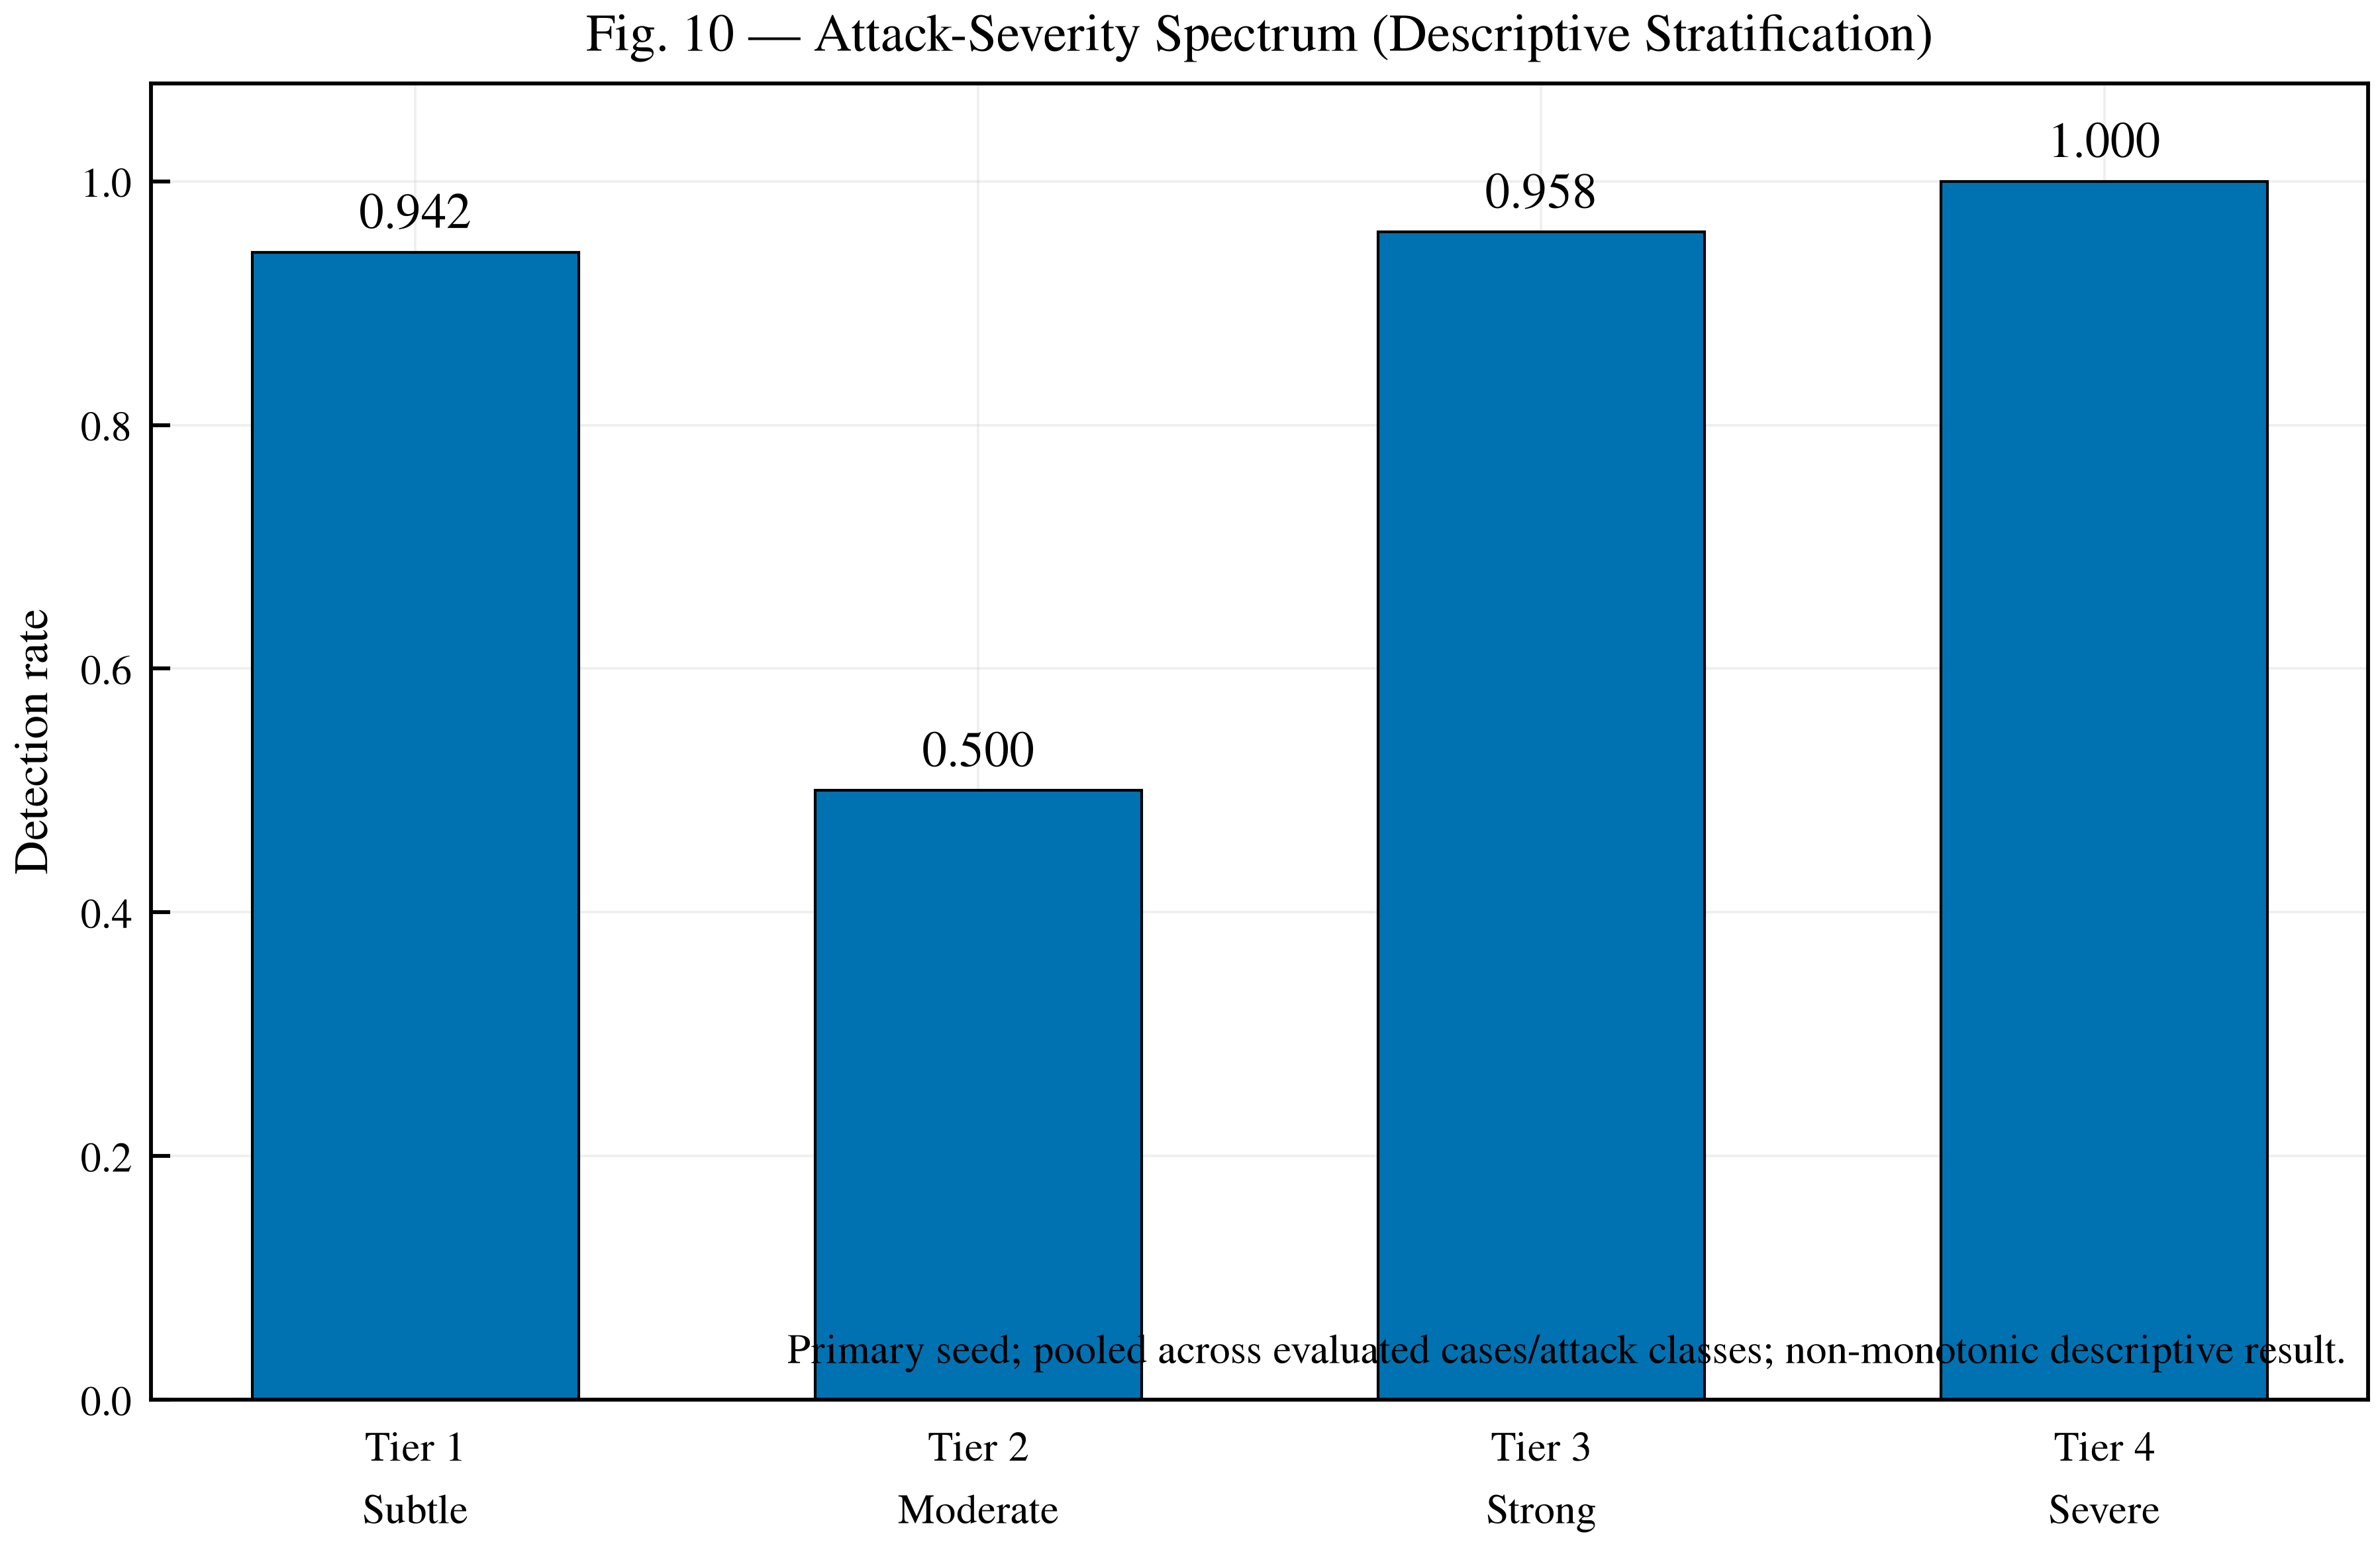 Fig. 10 — Attack-Severity Spectrum (Descriptive Stratification)
1.000
0.958
0.942
0.500
1.0
0.8
0.6
0.4
0.2
0.0
Detection rate
Primary seed; pooled across evaluated cases/attack classes; non-monotonic descriptive result.
Tier 1 Tier 2 Tier 3 Tier 4
Subtle Moderate Strong Severe